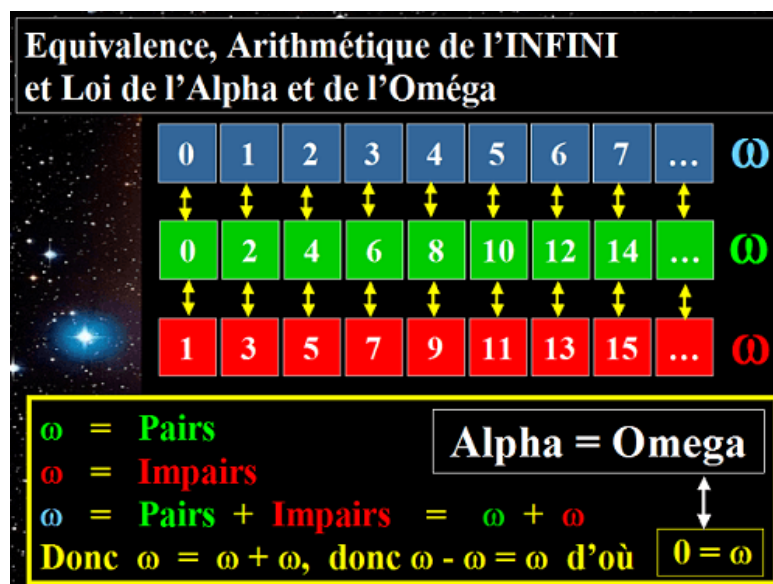 Equivalence, Arithmétique de l’INFINI
et Loi de l’Alpha et de l’Oméga
0 1 2 3 4 5 6 7 … ω
0 2 4 6 8 10 12 14 … ω
1 3 5 7 9 11 13 15 … ω
ω = Pairs
ω = Impairs
Alpha = Omega
ω = Pairs + Impairs = ω + ω
Donc ω = ω + ω, donc ω - ω = ω d’où 0 = ω